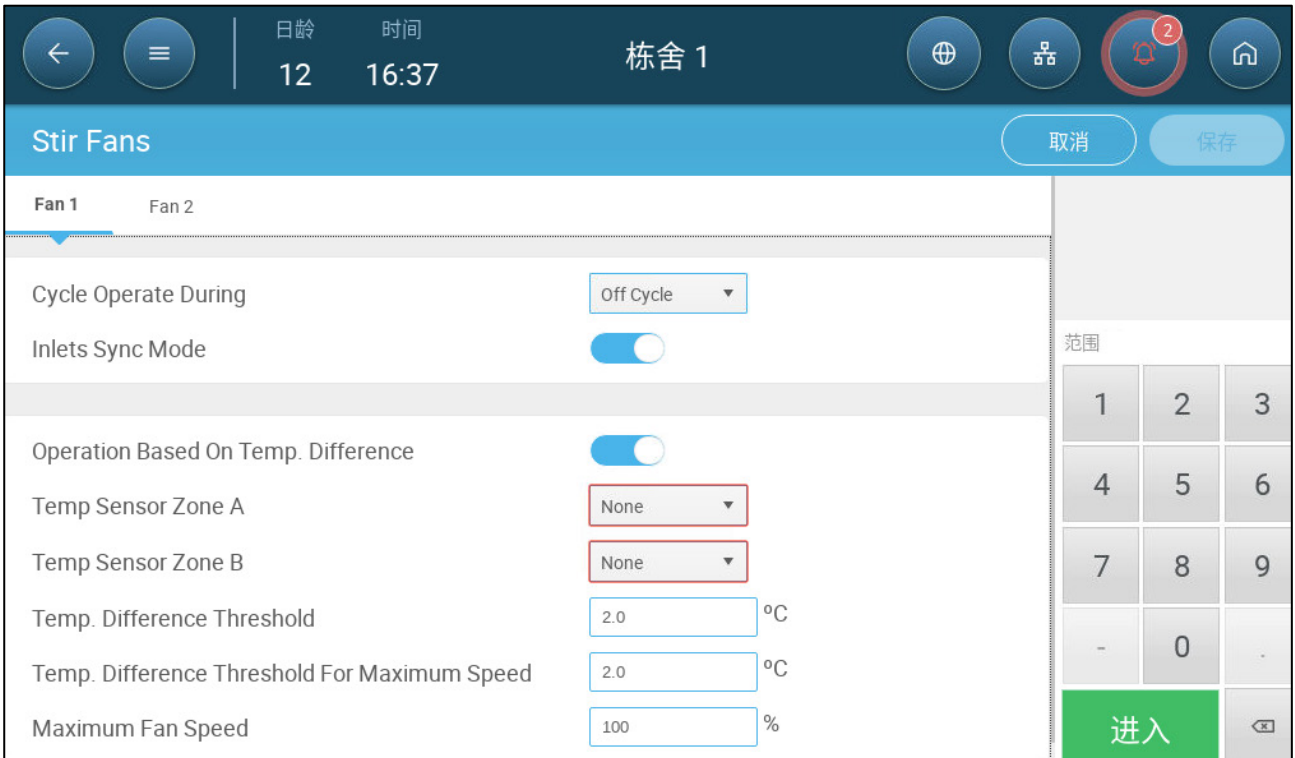 日龄 时间
12 16:37 栋舍 1 2
Stir Fans 取消 保存
Fan 1 Fan 2
Cycle Operate During Off Cycle
Inlets Sync Mode
范围
1 2 3
Operation Based On Temp. Difference
Temp Sensor Zone A None
4 5 6
Temp Sensor Zone B None
7 8 9
Temp. Difference Threshold 2.0 ºC
- 0 .
Temp. Difference Threshold For Maximum Speed 2.0 ºC
Maximum Fan Speed 100 %
进入